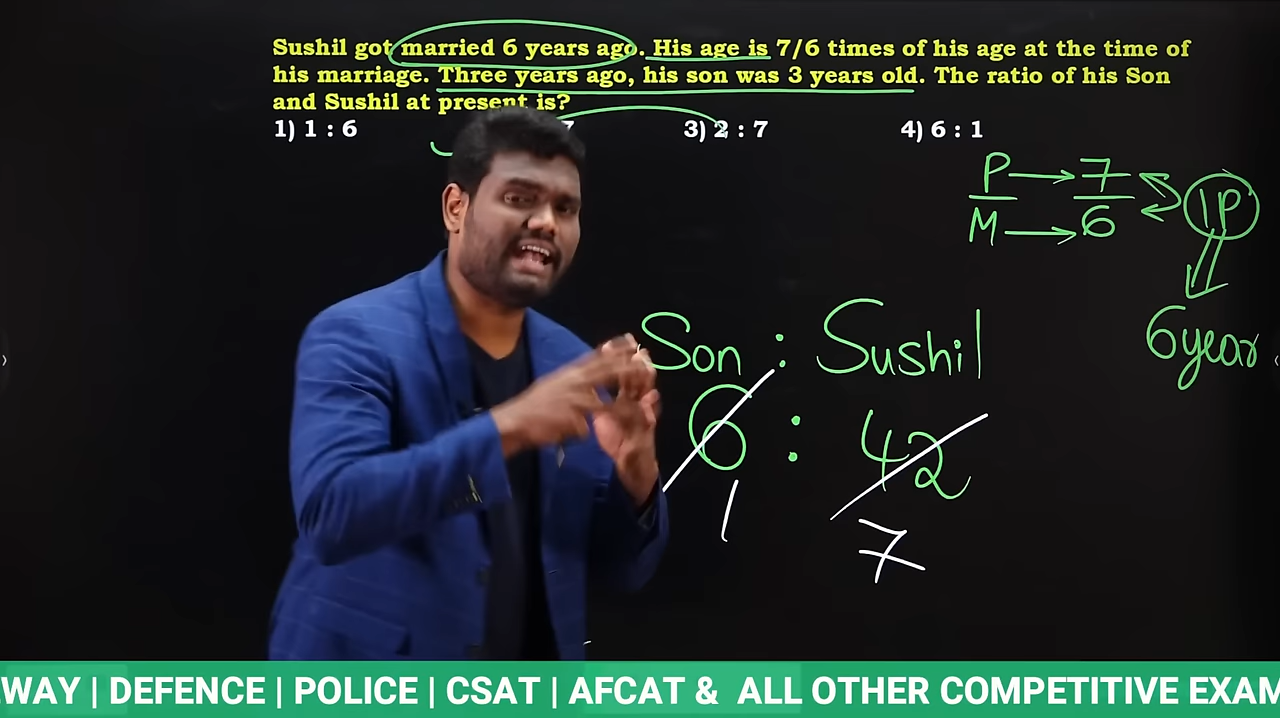 Sushil got married 6 years ago. His age is 7/6 times of his age at the time of
his marriage. Three years ago, his son was 3 years old. The ratio of his Son
and Sushil at present is?
1) 1 : 6 7 3) 2 : 7 4) 6 : 1
P → 7
M → 6
1P
6year
Son : Sushil
6 : 42
1 7
WAY | DEFENCE | POLICE | CSAT | AFCAT & ALL OTHER COMPETITIVE EXAM